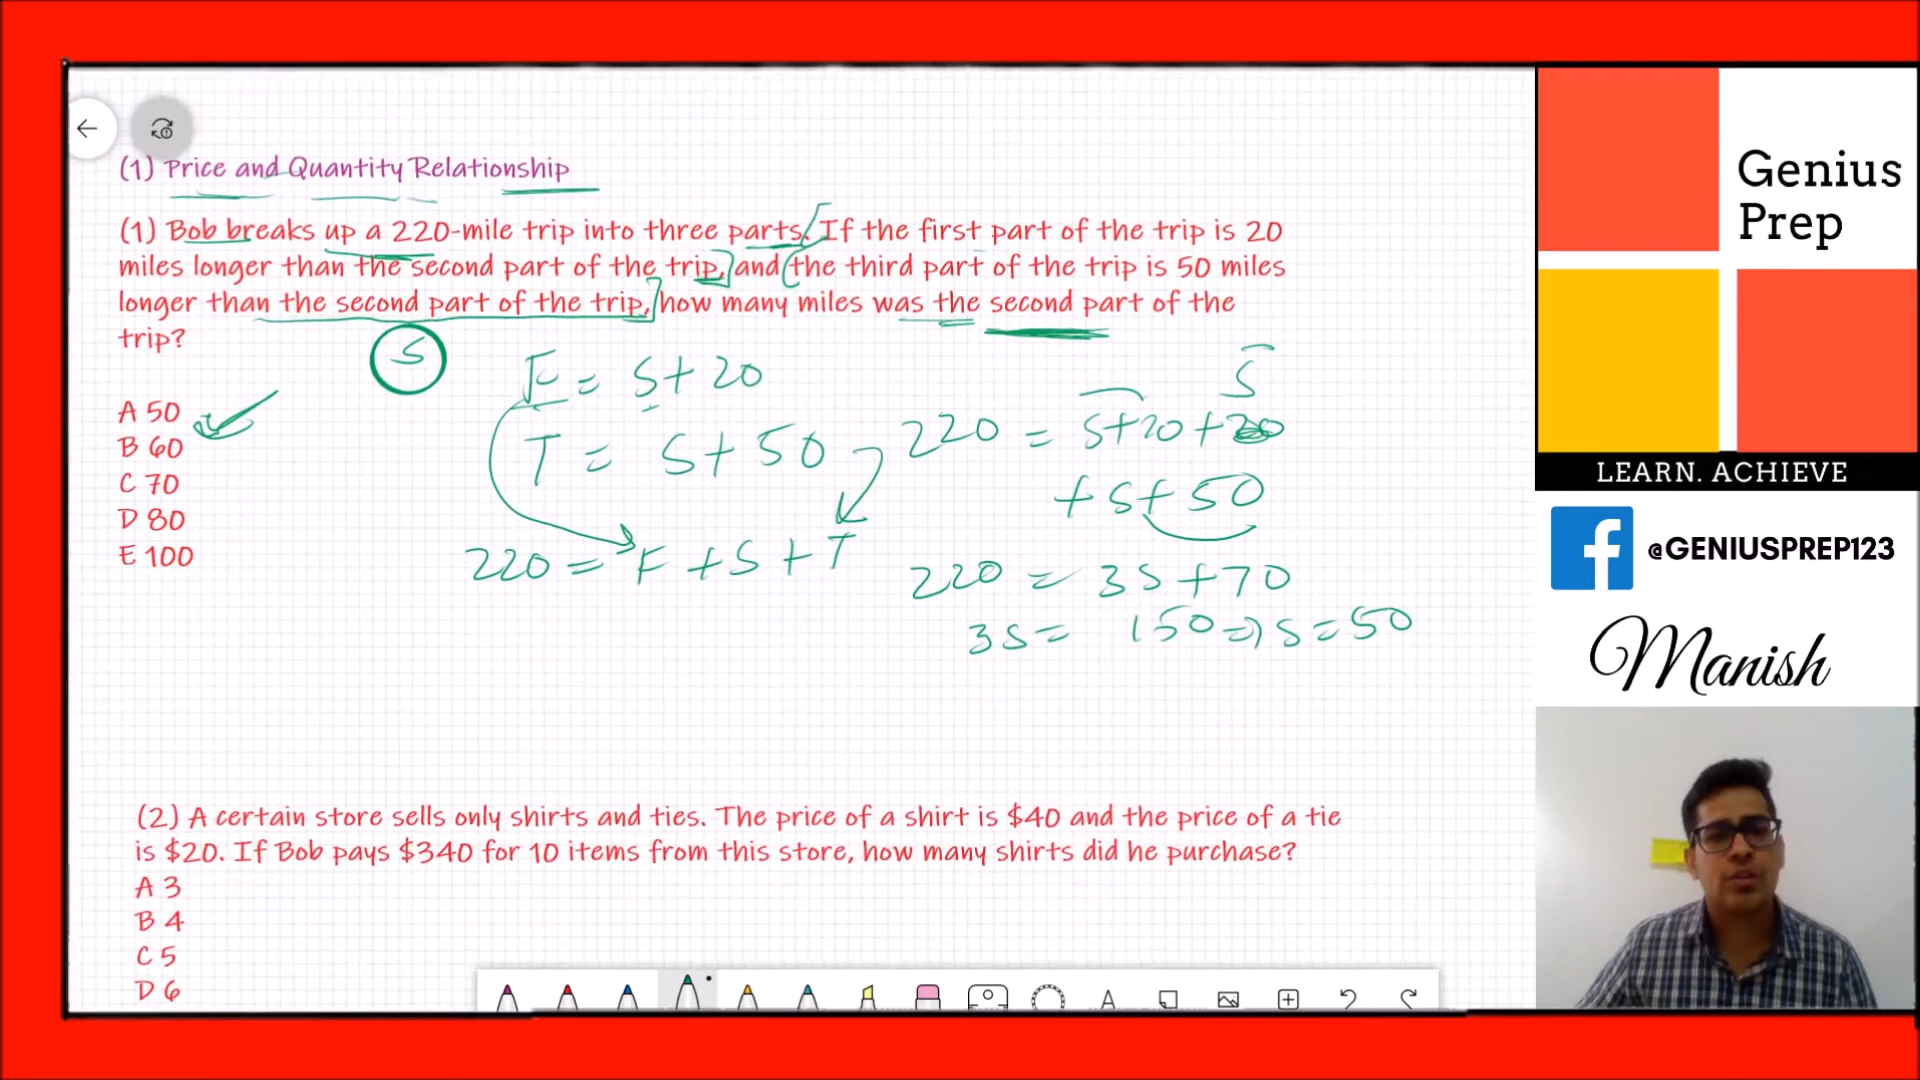 (1) Price and Quantity Relationship
(1) Bob breaks up a 220-mile trip into three parts. If the first part of the trip is 20
miles longer than the second part of the trip, and the third part of the trip is 50 miles
longer than the second part of the trip, how many miles was the second part of the
trip?
S
A 50
B 60
C 70
D 80
E 100
F = S+20
T = S+50
220 = F+S+T
S
220 = S+20+
+S+50
220 = 3S+70
3S = 150 => S=50
(2) A certain store sells only shirts and ties. The price of a shirt is $40 and the price of a tie
is $20. If Bob pays $340 for 10 items from this store, how many shirts did he purchase?
A 3
B 4
C 5
D 6
Genius
Prep
LEARN. ACHIEVE
f @GENIUSPREP123
Manish